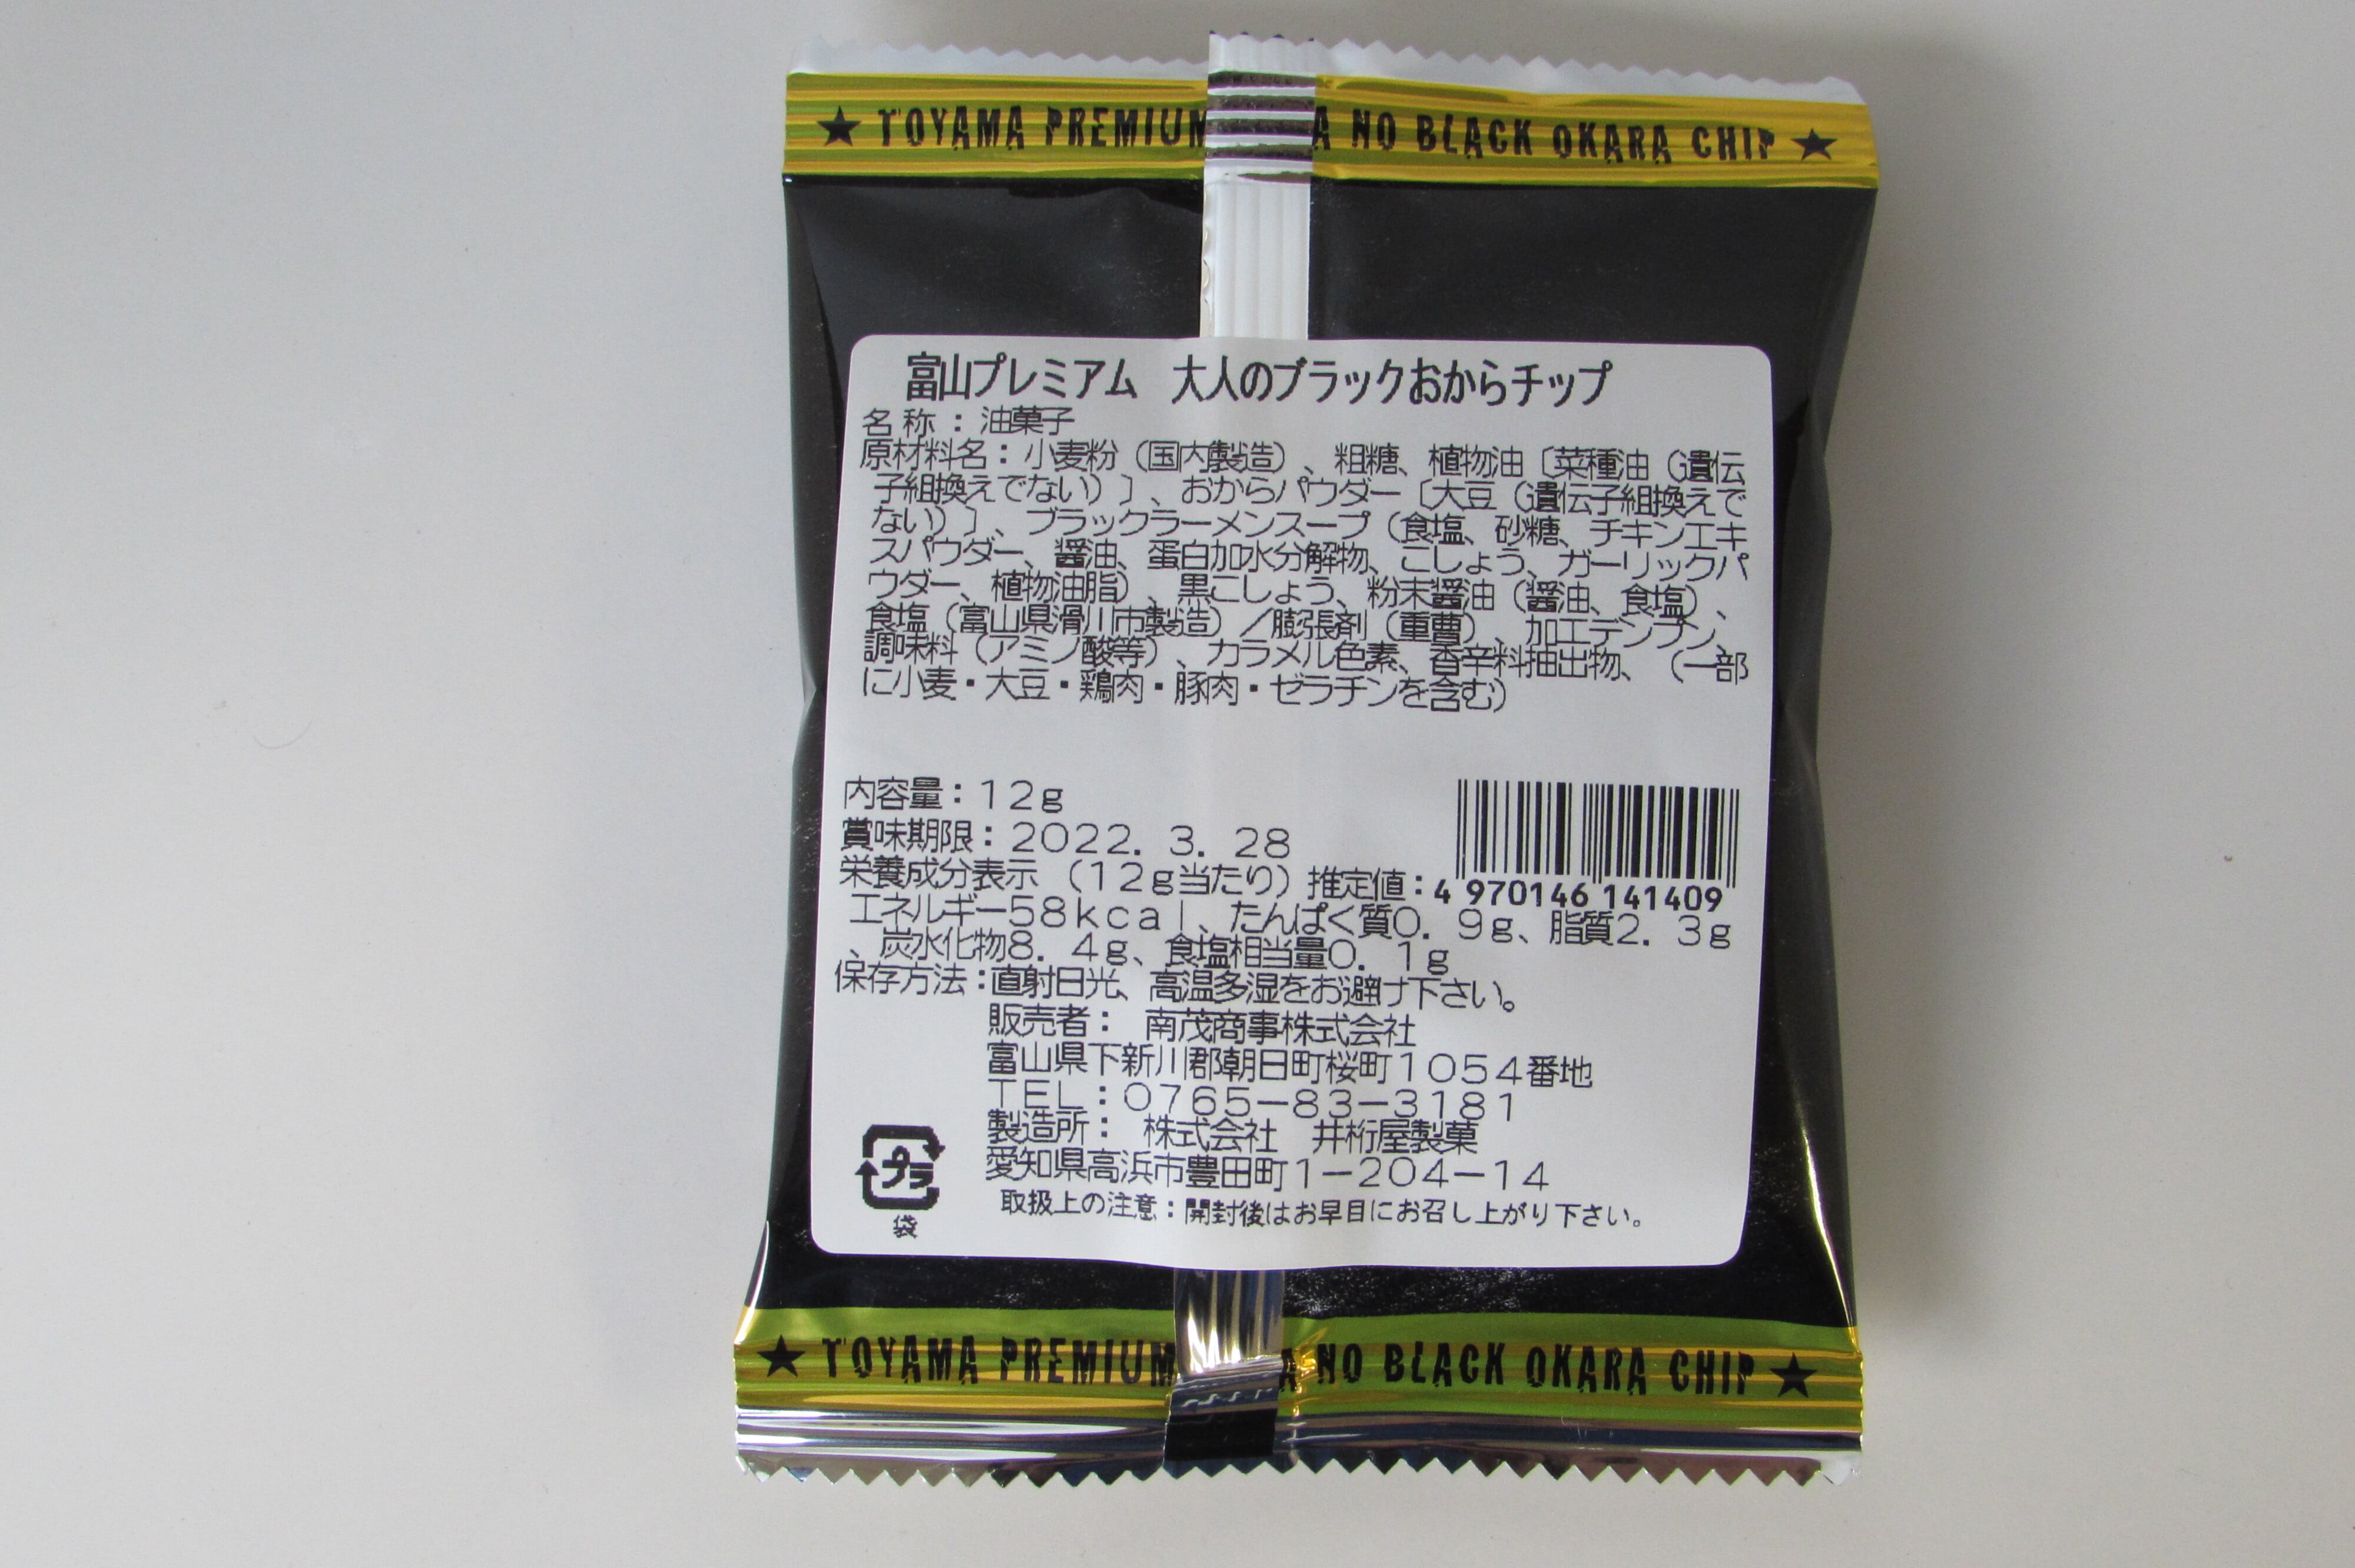 ★ TOYAMA PREMIUM A NO BLACK OKARA CHIP ★
富山プレミアム 大人のブラックおからチップ
名称：油菓子
原材料名：小麦粉（国内製造）、粗糖、植物油〔菜種油（遺伝
子組換えでない）〕、おからパウダー〔大豆（遺伝子組換えで
ない）〕、ブラックラーメンスープ（食塩、砂糖、チキンエキ
スパウダー、醤油、蛋白加水分解物、こしょう、ガーリックパ
ウダー、植物油脂）、黒こしょう、粉末醤油（醤油、食塩）、
食塩（富山県滑川市製造）／膨張剤（重曹）、加工デンプン、
調味料（アミノ酸等）、カラメル色素、香辛料抽出物、（一部
に小麦・大豆・鶏肉・豚肉・ゼラチンを含む）
内容量：１２ｇ
賞味期限：２０２２．３．２８
栄養成分表示（１２ｇ当たり）推定値：
4 970146 141409
エネルギー５８ｋｃａｌ、たんぱく質０．９ｇ、脂質２．３ｇ
、炭水化物８．４ｇ、食塩相当量０．１ｇ
保存方法：直射日光、高温多湿をお避け下さい。
販売者： 南茂商事株式会社
富山県下新川郡朝日町桜町１０５４番地
ＴＥＬ：０７６５－８３－３１８１
製造所： 株式会社 井桁屋製菓
愛知県高浜市豊田町１－２０４－１４
プラ
袋
取扱上の注意：開封後はお早目にお召し上がり下さい。
★ TOYAMA PREMIUM A NO BLACK OKARA CHIP ★